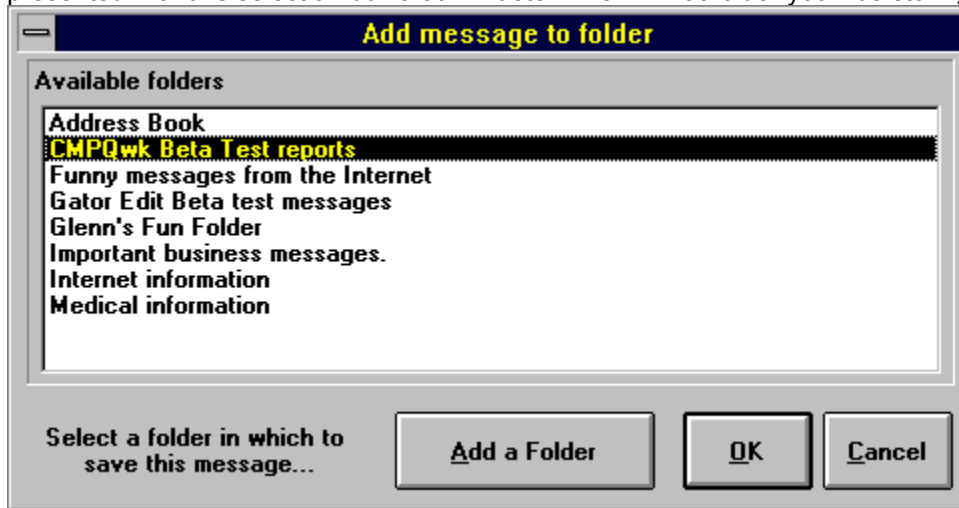 Add message to folder
Available folders
Address Book
CMPQwk Beta Test reports
Funny messages from the Internet
Gator Edit Beta test messages
Glenn's Fun Folder
Important business messages.
Internet information
Medical information
Select a folder in which to
save this message...
Add a Folder
OK
Cancel